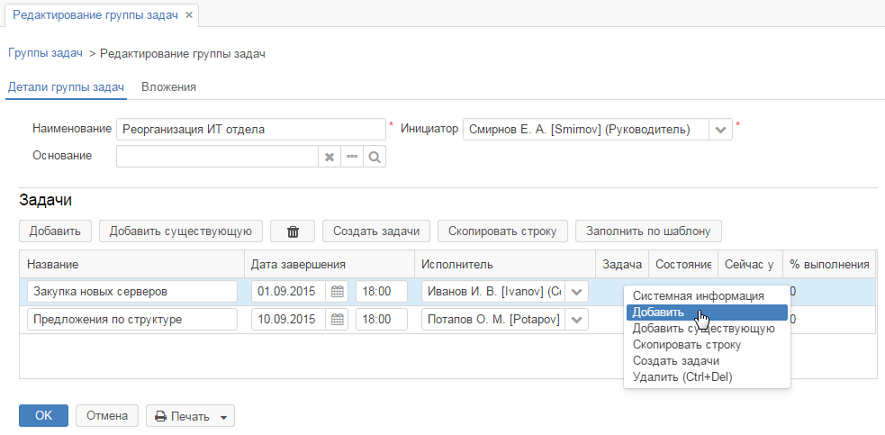 Редактирование группы задач ×
Группы задач > Редактирование группы задач
Детали группы задач Вложения
Наименование Реорганизация ИТ отдела * Инициатор Смирнов Е. А. [Smirnov] (Руководитель) *
Основание
Задачи
Добавить Добавить существующую Создать задачи Скопировать строку Заполнить по шаблону
Название Дата завершения Исполнитель Задача Состояние Сейчас у % выполнения
Закупка новых серверов 01.09.2015 18:00 Иванов И. В. [Ivanov] (Со 0
Предложения по структуре 10.09.2015 18:00 Потапов О. М. [Potapov] 0
Системная информация
Добавить
Добавить существующую
Скопировать строку
Создать задачи
Удалить (Ctrl+Del)
OK Отмена Печать